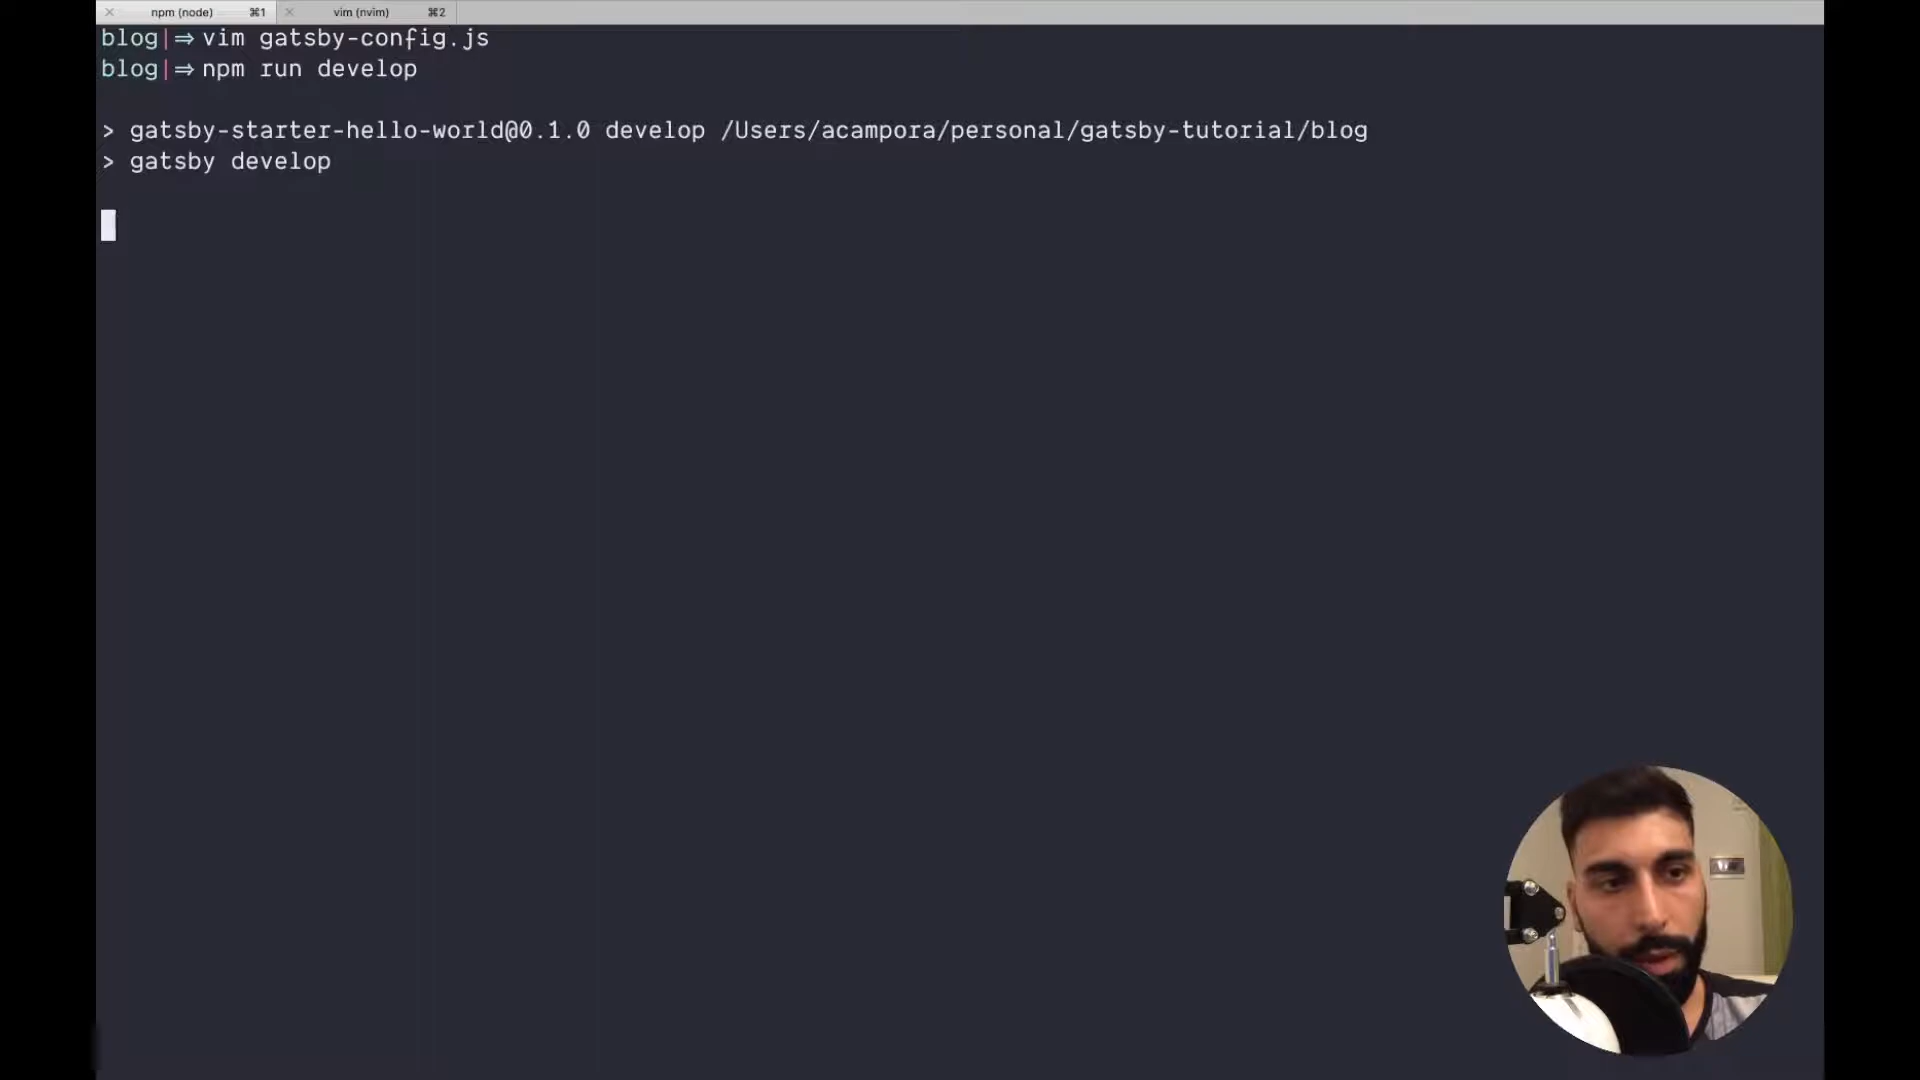 npm (node) ⌘1 vim (nvim) ⌘2
blog|⇒ vim gatsby-config.js
blog|⇒ npm run develop
> gatsby-starter-hello-world@0.1.0 develop /Users/acampora/personal/gatsby-tutorial/blog
> gatsby develop